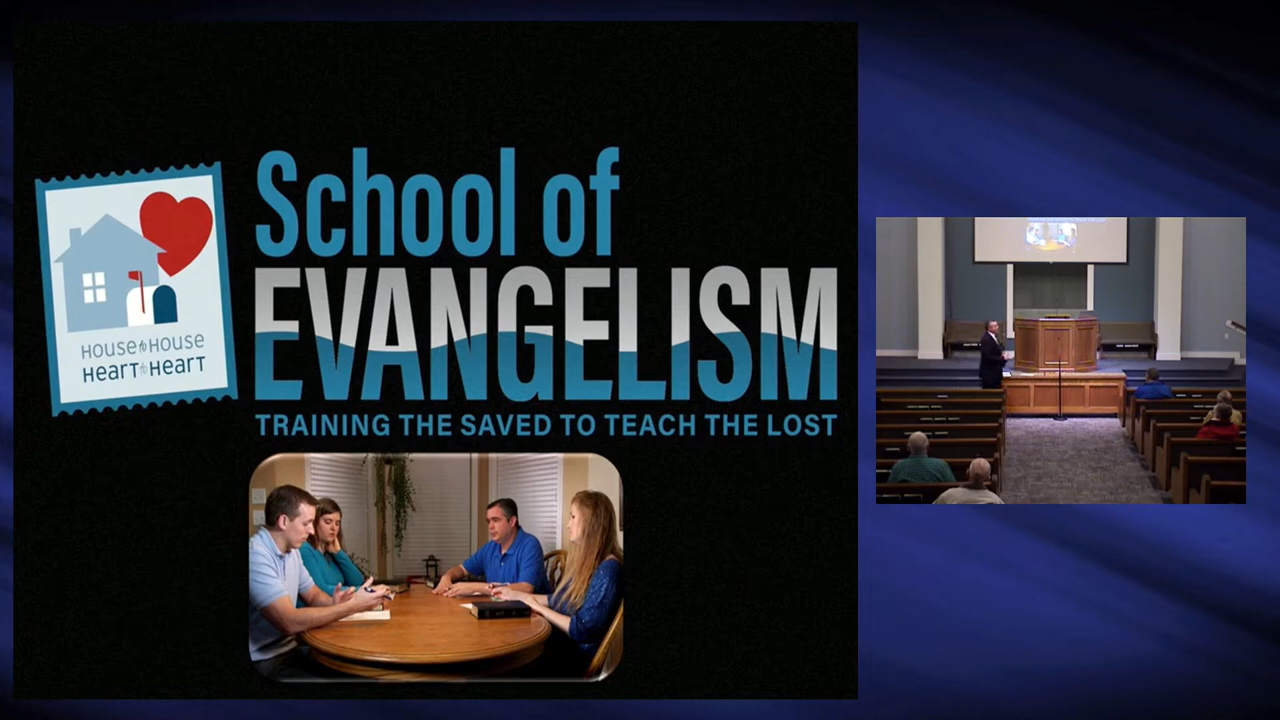 School of
EVANGELISM
TRAINING THE SAVED TO TEACH THE LOST
House to House
Heart to Heart